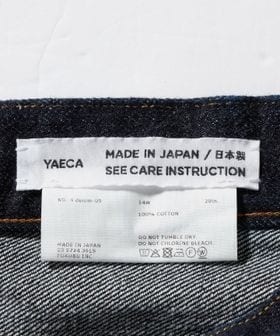 YAECA
MADE IN JAPAN / 日本製
SEE CARE INSTRUCTION
100% COTTON
DO NOT TUMBLE DRY.
DO NOT CHLORINE BLEACH.
MADE IN JAPAN